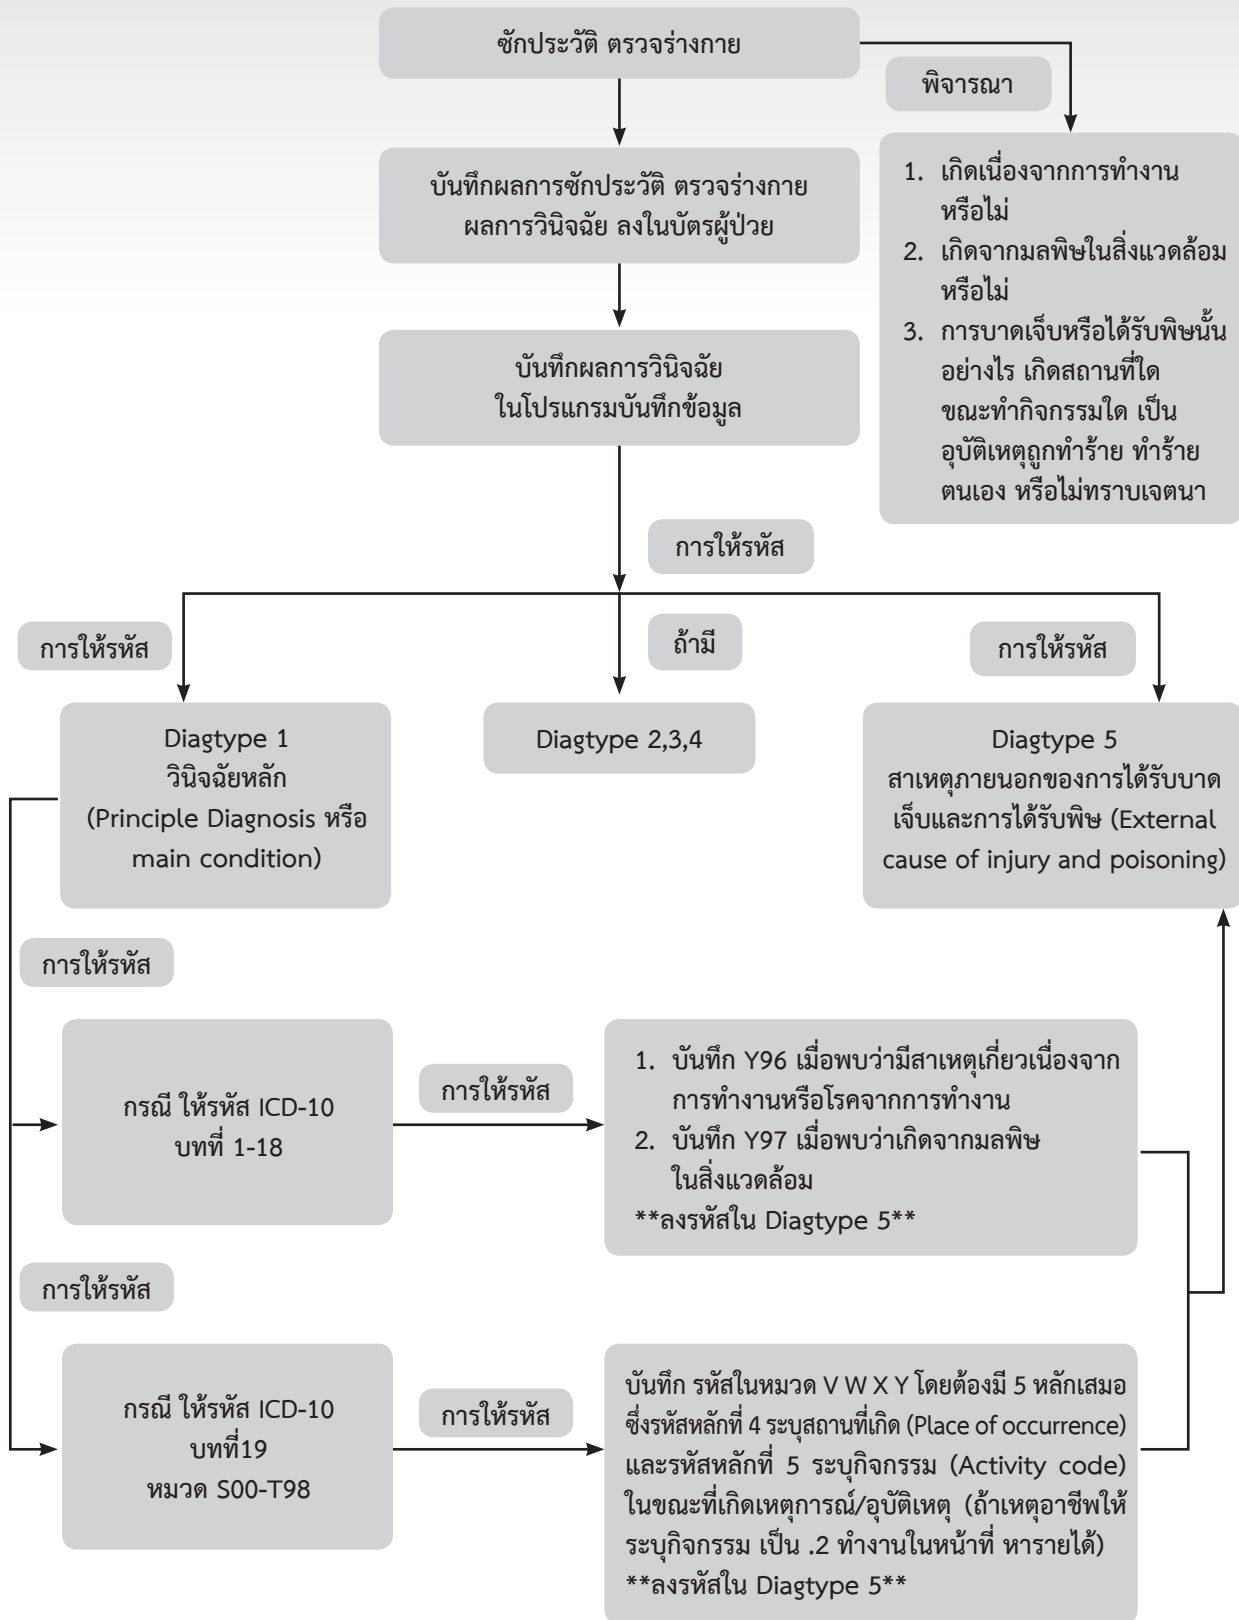 ซักประวัติ ตรวจร่างกาย
พิจารณา
1. เกิดเนื่องจากการทำงาน
หรือไม่
2. เกิดจากมลพิษในสิ่งแวดล้อม
หรือไม่
3. การบาดเจ็บหรือได้รับพิษนั้น
อย่างไร เกิดสถานที่ใด
ขณะทำกิจกรรมใด เป็น
อุบัติเหตุถูกทำร้าย ทำร้าย
ตนเอง หรือไม่ทราบเจตนา
บันทึกผลการซักประวัติ ตรวจร่างกาย
ผลการวินิจฉัย ลงในบัตรผู้ป่วย
บันทึกผลการวินิจฉัย
ในโปรแกรมบันทึกข้อมูล
การให้รหัส
การให้รหัส
ถ้ามี
การให้รหัส
Diagtype 1
วินิจฉัยหลัก
(Principle Diagnosis หรือ
main condition)
Diagtype 2,3,4
Diagtype 5
สาเหตุภายนอกของการได้รับบาด
เจ็บและการได้รับพิษ (External
cause of injury and poisoning)
การให้รหัส
กรณี ให้รหัส ICD-10
บทที่ 1-18
การให้รหัส
1. บันทึก Y96 เมื่อพบว่ามีสาเหตุเกี่ยวเนื่องจาก
การทำงานหรือโรคจากการทำงาน
2. บันทึก Y97 เมื่อพบว่าเกิดจากมลพิษ
ในสิ่งแวดล้อม
**ลงรหัสใน Diagtype 5**
การให้รหัส
กรณี ให้รหัส ICD-10
บทที่19
หมวด S00-T98
การให้รหัส
บันทึก รหัสในหมวด V W X Y โดยต้องมี 5 หลักเสมอ
ซึ่งรหัสหลักที่ 4 ระบุสถานที่เกิด (Place of occurrence)
และรหัสหลักที่ 5 ระบุกิจกรรม (Activity code)
ในขณะที่เกิดเหตุการณ์/อุบัติเหตุ (ถ้าเหตุอาชีพให้
ระบุกิจกรรม เป็น .2 ทำงานในหน้าที่ หารายได้)
**ลงรหัสใน Diagtype 5**